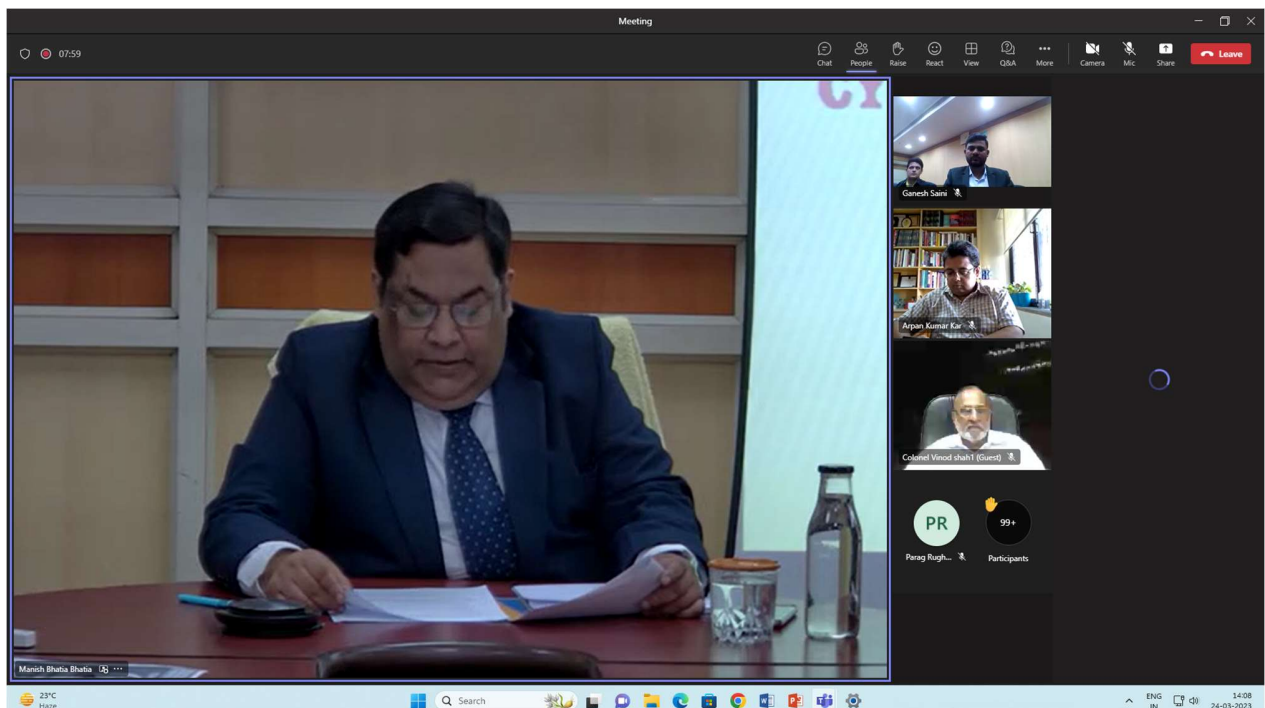 Meeting
07:59
Chat
People
Raise
React
View
Q&A
More
Camera
Mic
Share
Leave
CY
Ganesh Saini
Arpan Kumar Kar
Colonel Vinod shah1 (Guest)
PR
99+
Parag Rugh...
Participants
Manish Bhatia Bhatia
23°C
Haze
Search
ENG
IN
14:08
24-03-2023